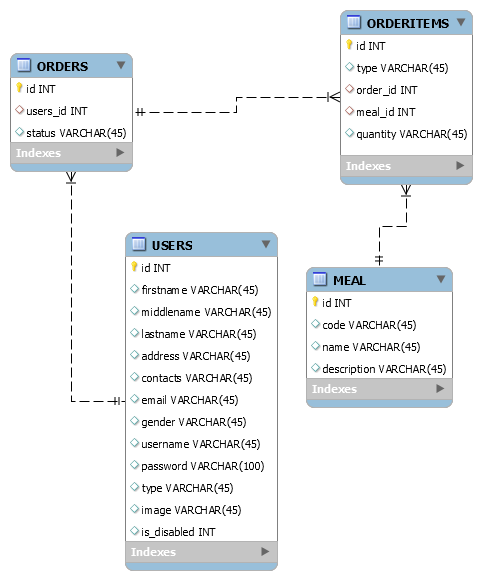 ORDERS
id INT
users_id INT
status VARCHAR(45)
Indexes
ORDERITEMS
id INT
type VARCHAR(45)
order_id INT
meal_id INT
quantity VARCHAR(45)
Indexes
USERS
id INT
firstname VARCHAR(45)
middlename VARCHAR(45)
lastname VARCHAR(45)
address VARCHAR(45)
contacts VARCHAR(45)
email VARCHAR(45)
gender VARCHAR(45)
username VARCHAR(45)
password VARCHAR(100)
type VARCHAR(45)
image VARCHAR(45)
is_disabled INT
Indexes
MEAL
id INT
code VARCHAR(45)
name VARCHAR(45)
description VARCHAR(45)
Indexes